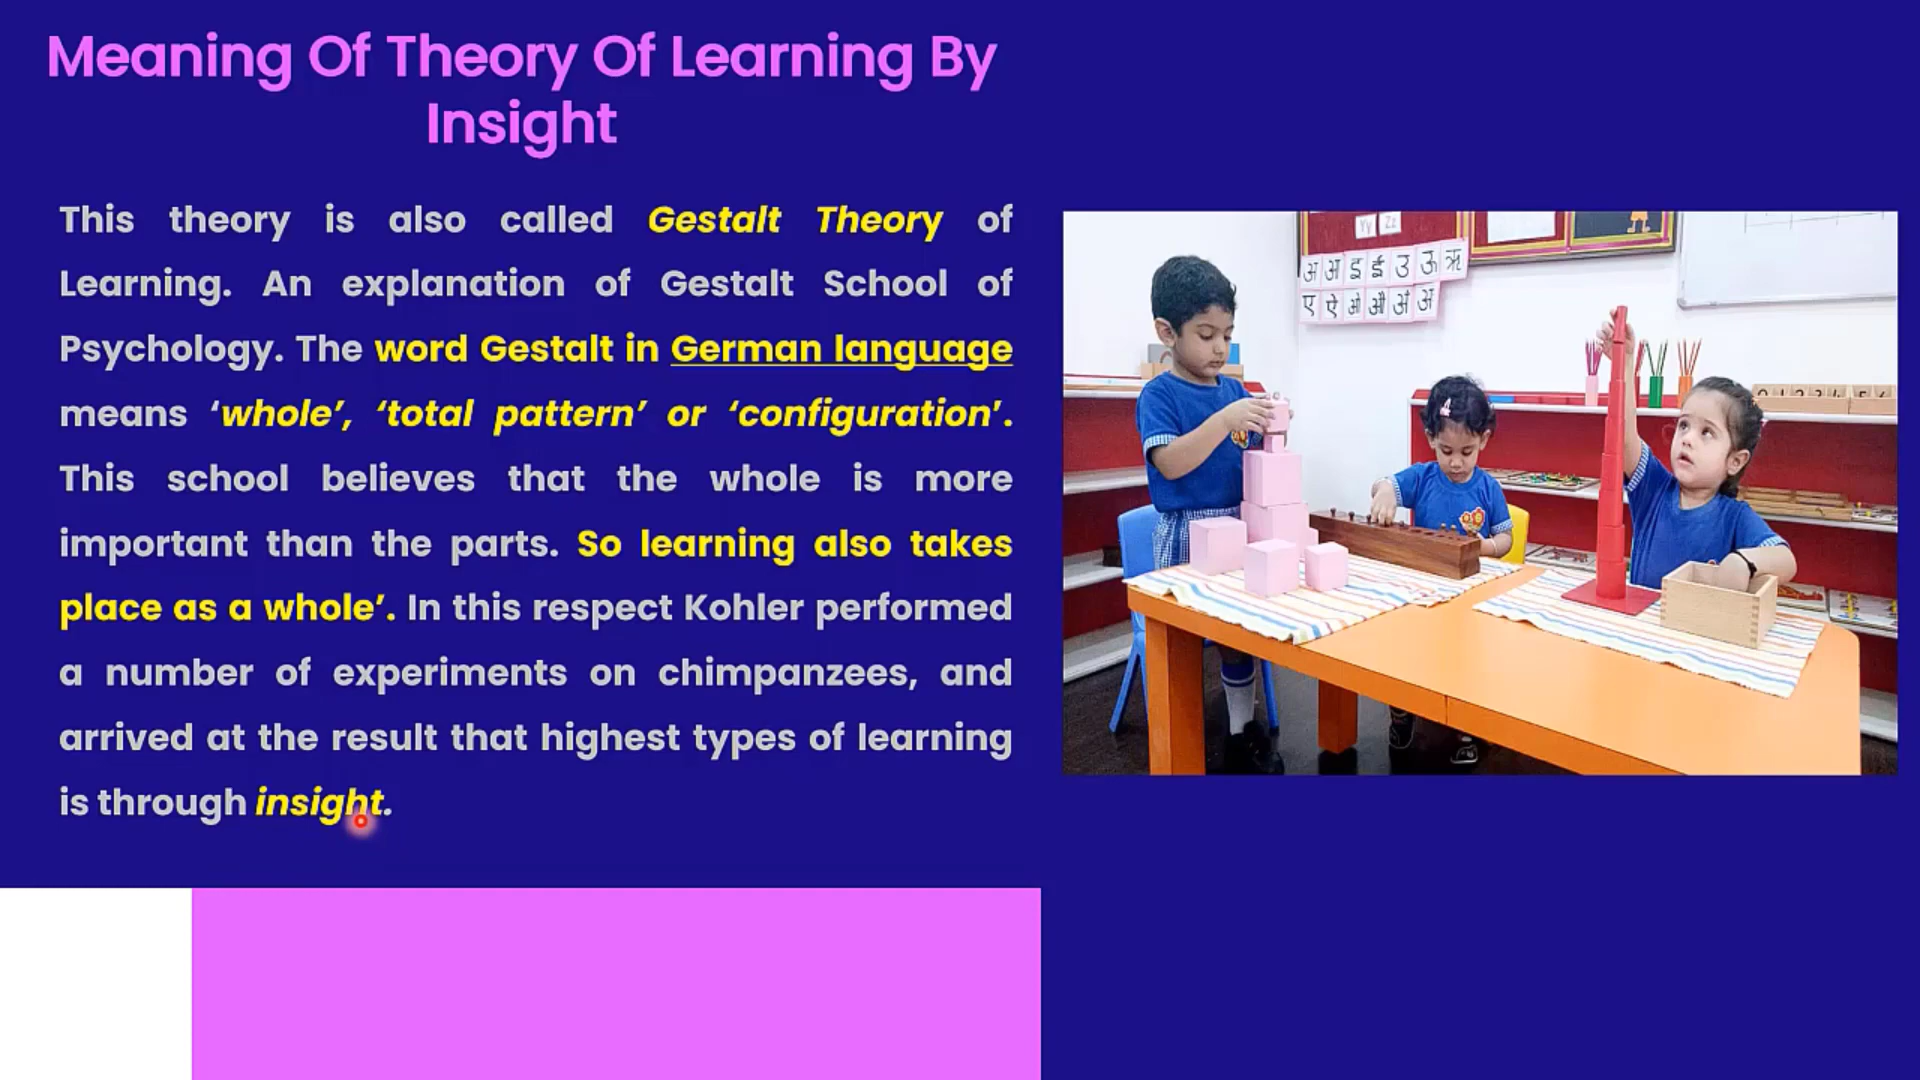 Meaning Of Theory Of Learning By
Insight
This theory is also called Gestalt Theory of
Learning. An explanation of Gestalt School of
Psychology. The word Gestalt in German language
means ‘whole’, ‘total pattern’ or ‘configuration’.
This school believes that the whole is more
important than the parts. So learning also takes
place as a whole’. In this respect Kohler performed
a number of experiments on chimpanzees, and
arrived at the result that highest types of learning
is through insight.
Yy Zz
अ आ इ ई उ ऊ ऋ
ए ऐ ओ औ अं अः